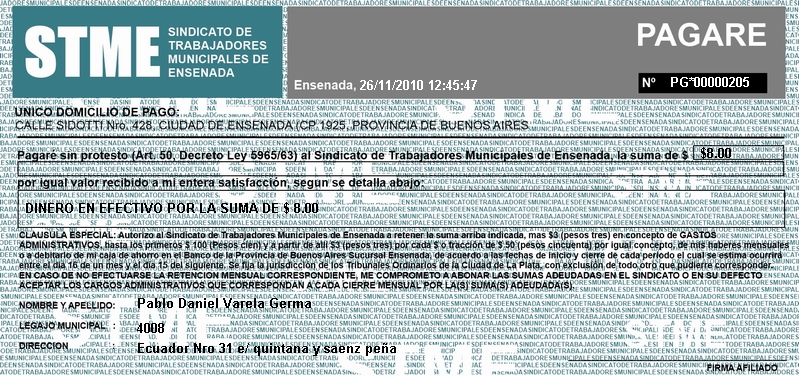 STME
SINDICATO DE
TRABAJADORES
MUNICIPALES DE
ENSENADA
PAGARE
Ensenada, 26/11/2010 12:45:47
Nº PG*00000205
UNICO DOMICILIO DE PAGO:
CALLE SIDOTTI Nro. 428, CIUDAD DE ENSENADA (CP 1925, PROVINCIA DE BUENOS AIRES
Pagare sin protesto (Art. 50, Decreto Ley 5965/63) al Sindicato de Trabajadores Municipales de Ensenada, la suma de $ $8.00
por igual valor recibido a mi entera satisfacción, segun se detalla abajo:
DINERO EN EFECTIVO POR LA SUMA DE $ 8.00
CLAUSULA ESPECIAL: Autorizo al Sindicato de Trabajadores Municipales de Ensenada a retener la suma arriba indicada, mas $3 (pesos tres) en concepto de GASTOS
ADMINISTRATIVOS, hasta los primeros $ 100 (Pesos cien) y a partir de alli $3 (pesos tres) por cada $ o fracción de $ 50 (pesos cincuenta) por igual concepto, de mis haberes mensuales
o a debitarlo de mi caja de ahorro en el Banco de la Provincia de Buenos Aires Sucursal Ensenada, de acuerdo a las fechas de inicio y cierre de cada periodo el cual se estima ocurrirá
entre el dia 16 de un mes y el dia 15 del siguiente. Se fija la jurisdiccion de los Tribunales Ordinarios de la Ciudad de La Plata, con exclusion de todo otro que pudiere corresponder.
EN CASO DE NO EFECTUARSE LA RETENCION MENSUAL CORRESPONDIENTE, ME COMPROMETO A ABONAR LAS SUMAS ADEUDADAS EN EL SINDICATO O EN SU DEFECTO
ACEPTAR LOS CARGOS ADMINISTRATIVOS QUE CORRESPONDAN A CADA CIERRE MENSUAL POR LA(S) SUMA(S) ADEUDADA(S).
NOMBRE Y APELLIDO: Pablo Daniel Varela Germa
LEGAJO MUNICIPAL : 4008
DIRECCION : Ecuador Nro 31 e/ quintana y saenz peña
FIRMA AFILIADO